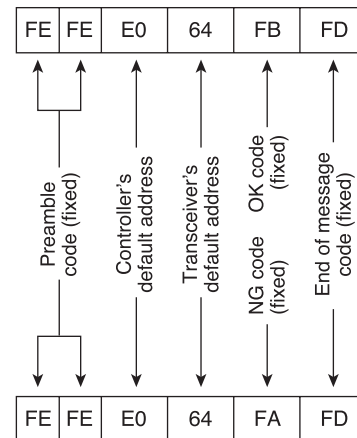 FE FE E0 64 FB FD
Preamble
code (fixed)
Controller's
default address
Transceiver's
default address
OK code
(fixed)
NG code
(fixed)
End of message
code (fixed)
FE FE E0 64 FA FD